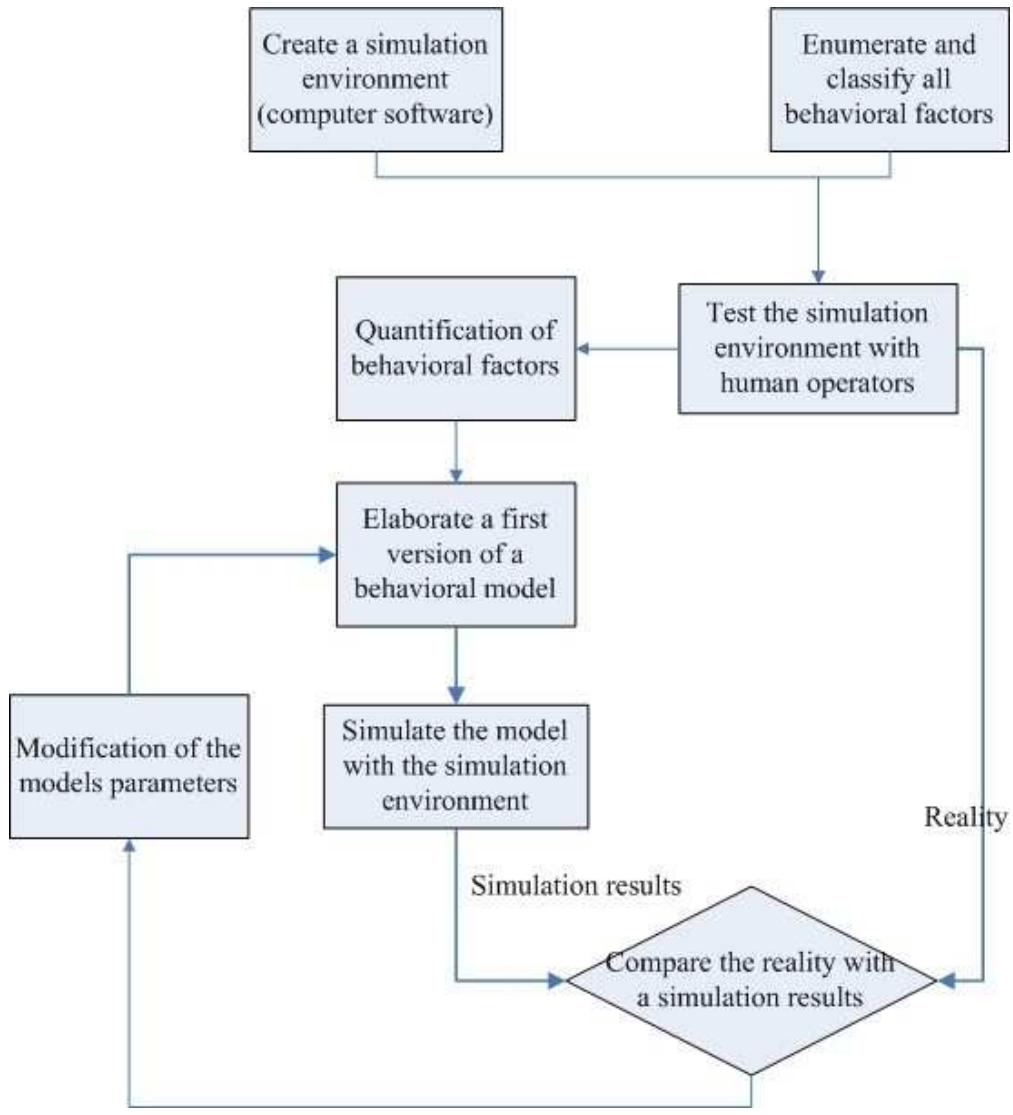 Create a simulation
environment
(computer software)
Enumerate and
classify all
behavioral factors
Quantification of
behavioral factors
Test the simulation
environment with
human operators
Elaborate a first
version of a
behavioral model
Modification of the
models parameters
Simulate the model
with the simulation
environment
Reality
Simulation results
Compare the reality with
a simulation results